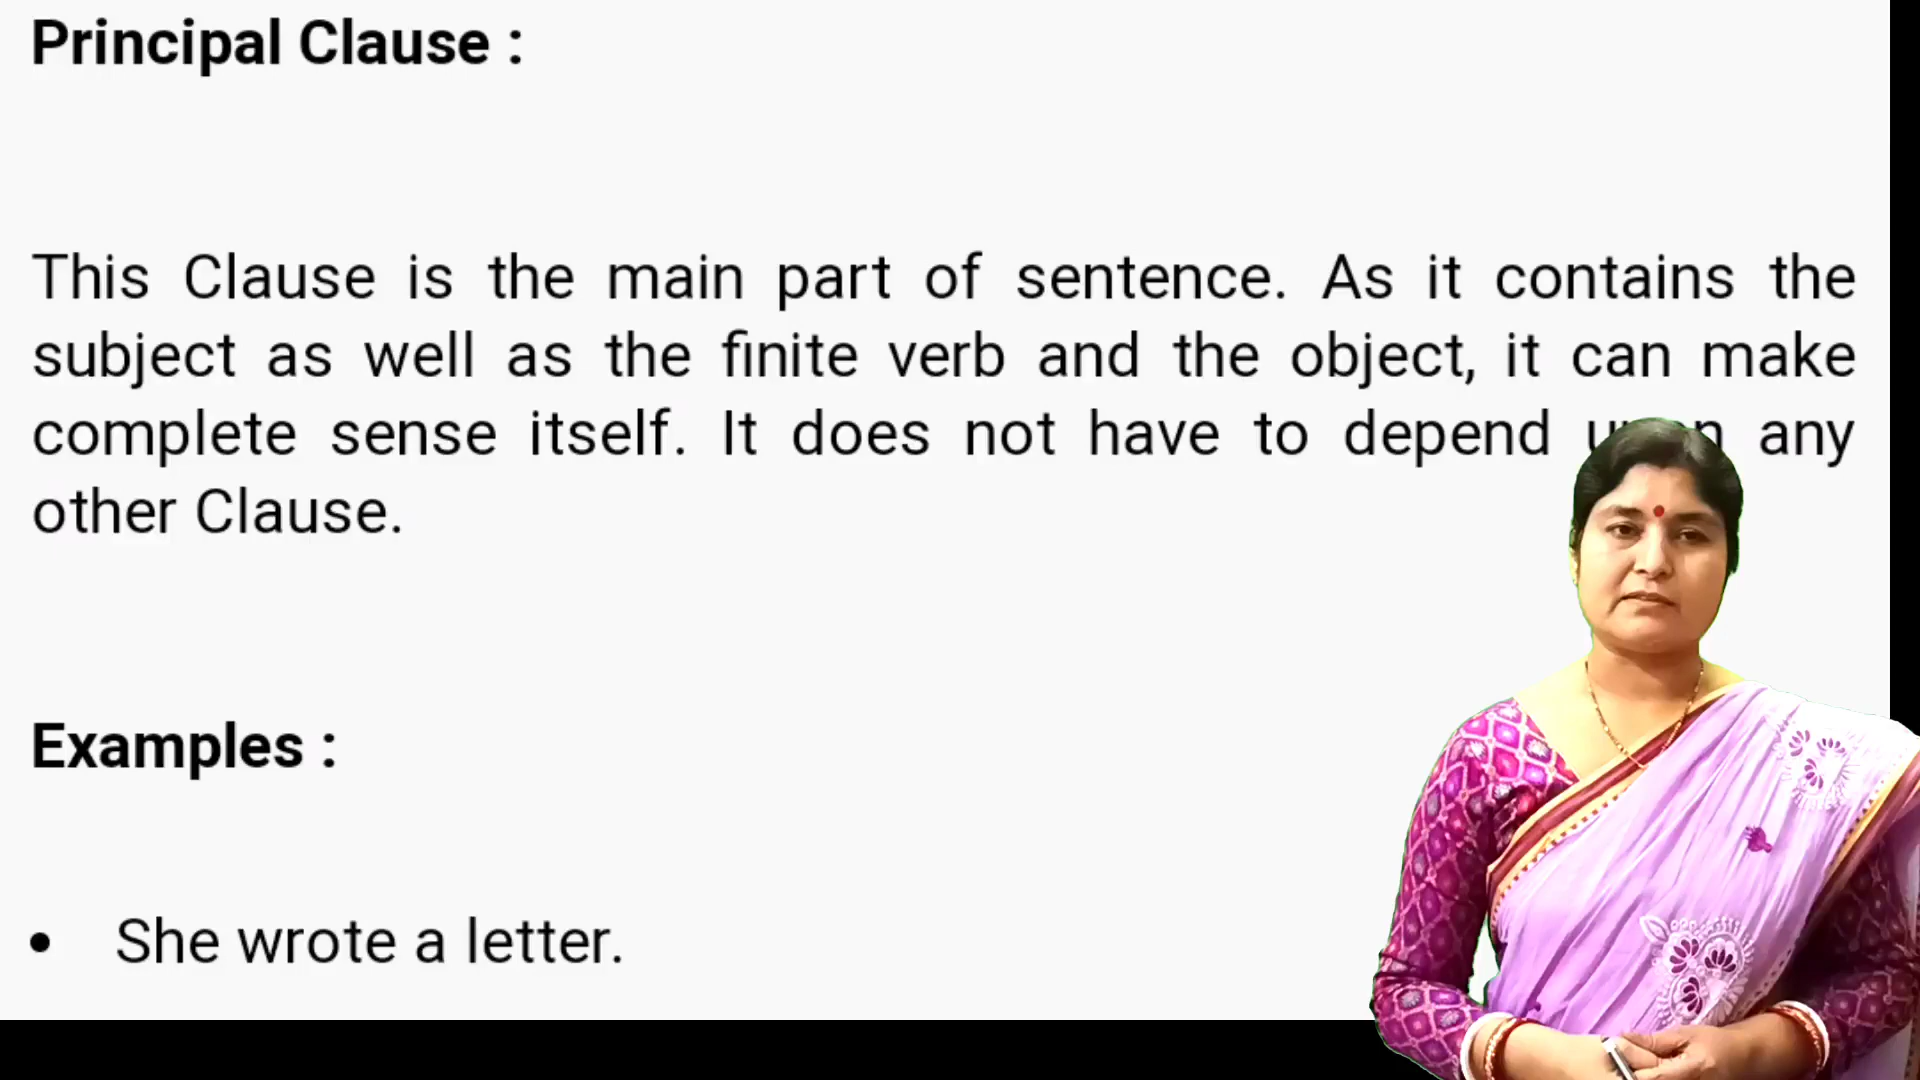 Principal Clause :
This Clause is the main part of sentence. As it contains the
subject as well as the finite verb and the object, it can make
complete sense itself. It does not have to depend any
other Clause.
Examples :
• She wrote a letter.